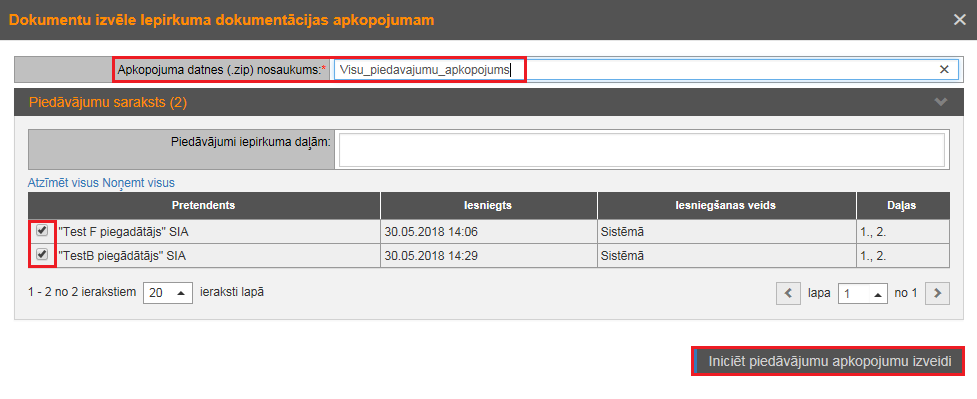 Dokumentu izvēle Iepirkuma dokumentācijas apkopojumam
Apkopojuma datnes (.zip) nosaukums:* Visu_piedavajumu_apkopojums
Piedāvājumu saraksts (2)
Piedāvājumi iepirkuma daļām:
Atzīmēt visus Noņemt visus
Pretendents Iesniegts Iesniegšanas veids Daļas
"Test F piegadātājs" SIA 30.05.2018 14:06 Sistēmā 1., 2.
"TestB piegādātājs" SIA 30.05.2018 14:29 Sistēmā 1., 2.
1 - 2 no 2 ierakstiem 20 ieraksti lapā lapa 1 no 1
Iniciēt piedāvājumu apkopojumu izveidi